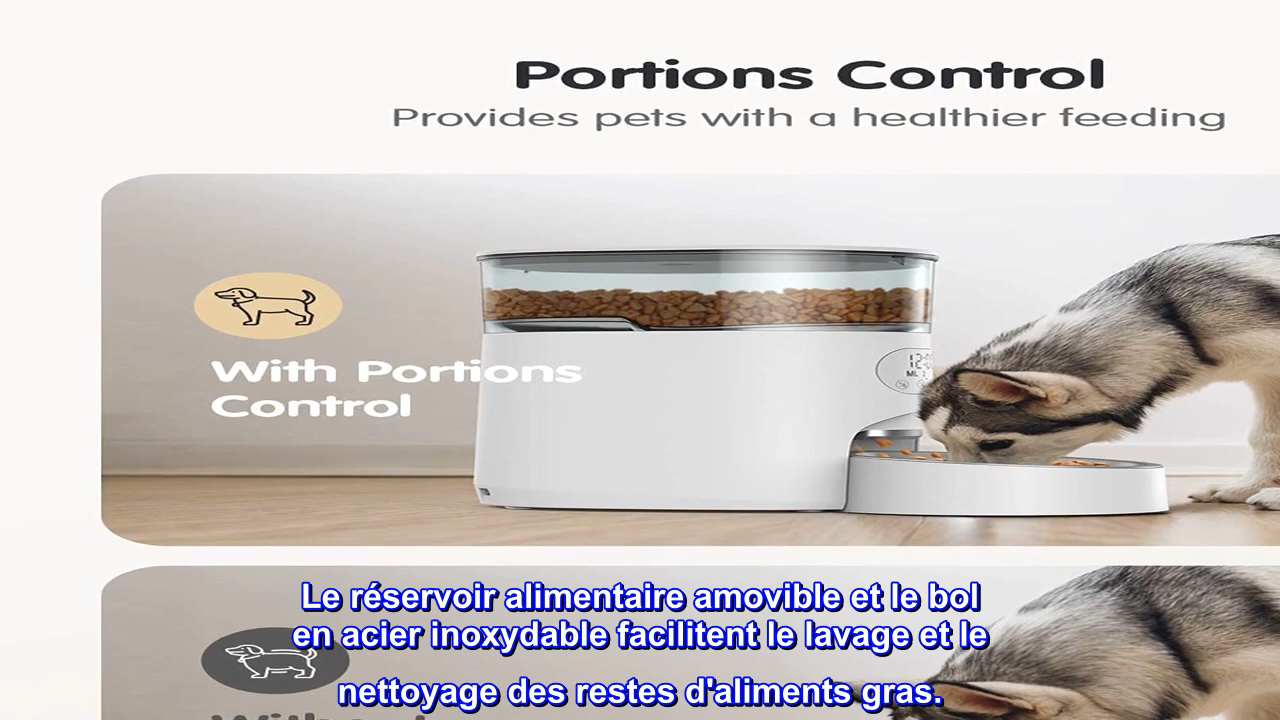 Portions Control
Provides pets with a healthier feeding
With Portions
Control
Le réservoir alimentaire amovible et le bol
en acier inoxydable facilitent le lavage et le
nettoyage des restes d'aliments gras.